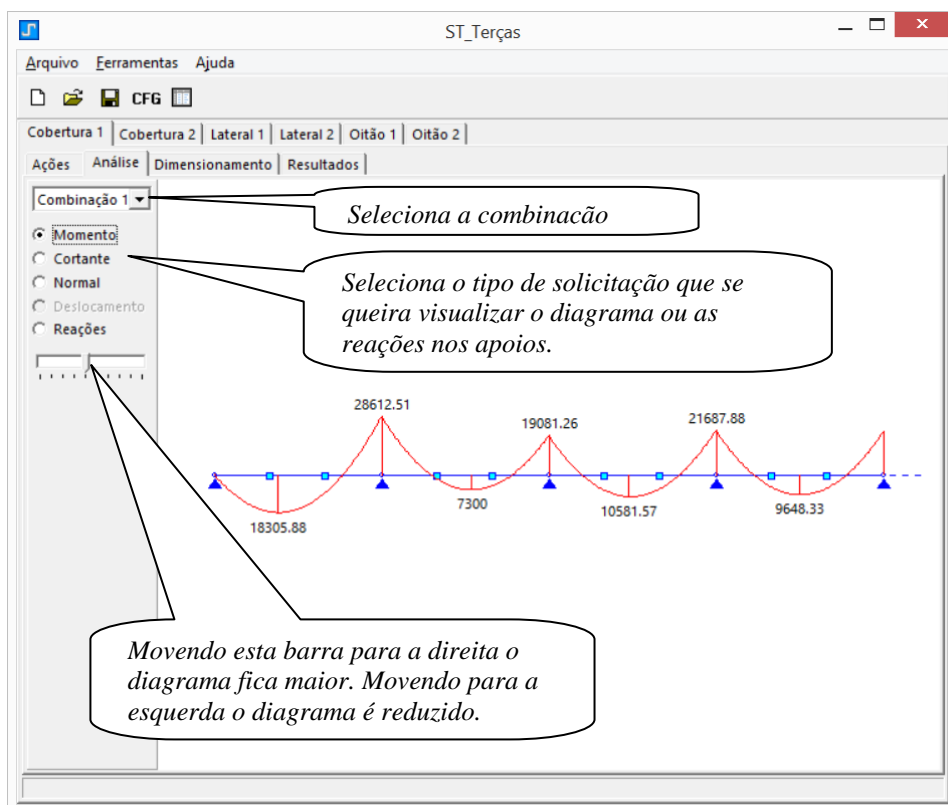 ST_Terças
Arquivo Ferramentas Ajuda
CFG
Cobertura 1 Cobertura 2 Lateral 1 Lateral 2 Oitão 1 Oitão 2
Ações Análise Dimensionamento Resultados
Combinação 1
Seleciona a combinacão
Momento
Cortante
Normal
Deslocamento
Reações
Seleciona o tipo de solicitação que se
queira visualizar o diagrama ou as
reações nos apoios.
28612.51
19081.26
21687.88
18305.88
7300
10581.57
9648.33
Movendo esta barra para a direita o
diagrama fica maior. Movendo para a
esquerda o diagrama é reduzido.